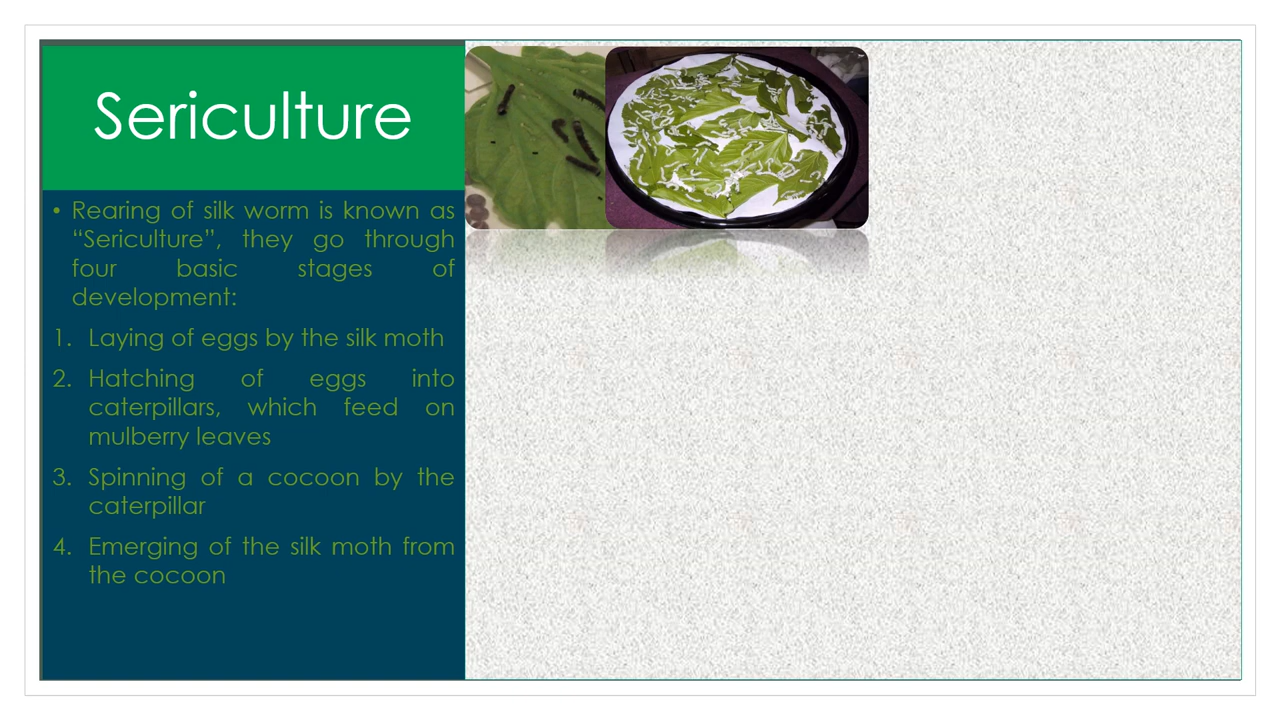 Sericulture
• Rearing of silk worm is known as
“Sericulture”, they go through
four basic stages of
development:
1. Laying of eggs by the silk moth
2. Hatching of eggs into
caterpillars, which feed on
mulberry leaves
3. Spinning of a cocoon by the
caterpillar
4. Emerging of the silk moth from
the cocoon